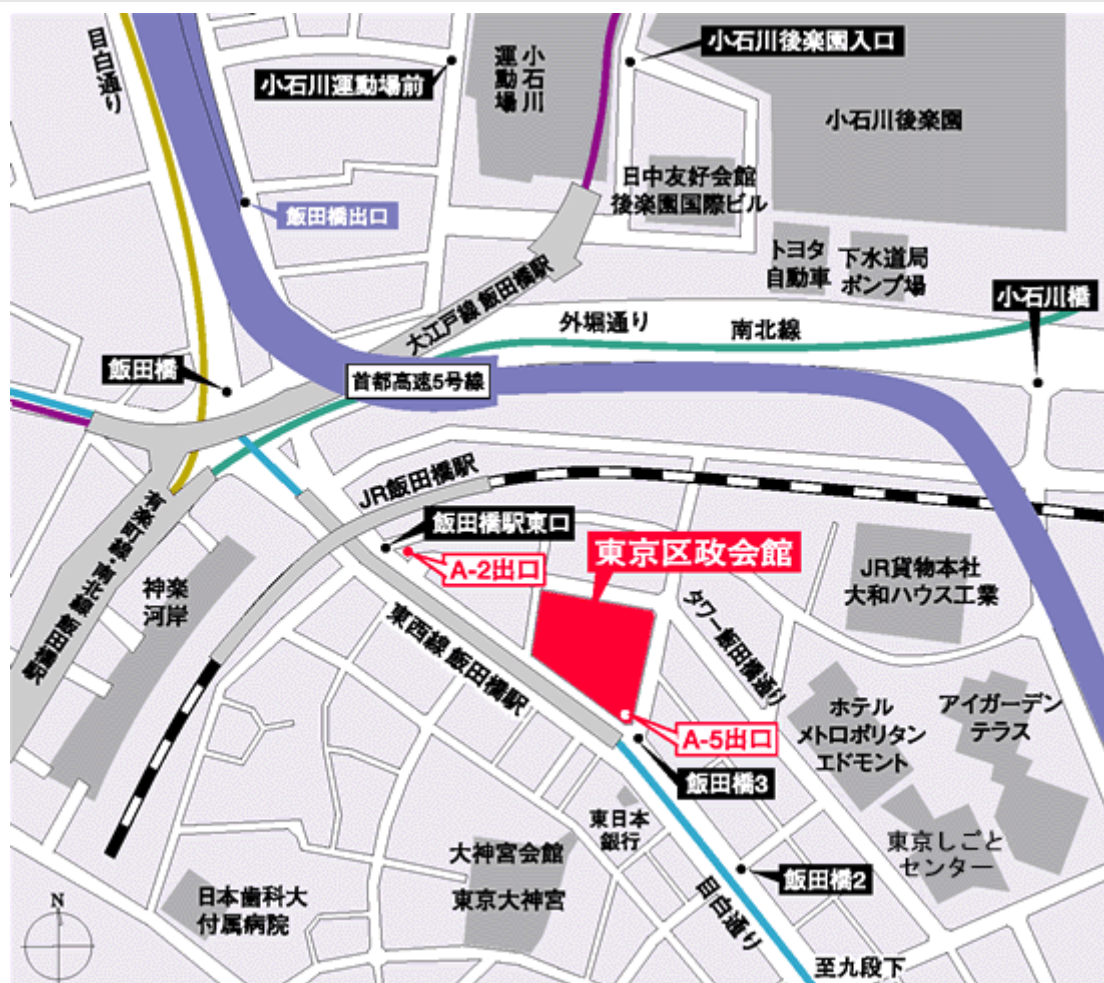 目白通り
小石川運動場前
小石川
運動場
小石川後楽園入口
小石川後楽園
日中友好会館
後楽園国際ビル
飯田橋出口
トヨタ
自動車
下水道局
ポンプ場
小石川橋
大江戸線 飯田橋駅
外堀通り
南北線
飯田橋
首都高速5号線
JR飯田橋駅
飯田橋駅東口
A-2出口
東京区政会館
JR貨物本社
大和ハウス工業
有楽町線・南北線 飯田橋駅
神楽
河岸
東西線 飯田橋駅
タワー飯田橋通り
A-5出口
ホテル
メトロポリタン
エドモント
アイガーデン
テラス
飯田橋3
東日本
銀行
東京しごと
センター
大神宮会館
東京大神宮
飯田橋2
日本歯科大
付属病院
目白通り
至九段下
N